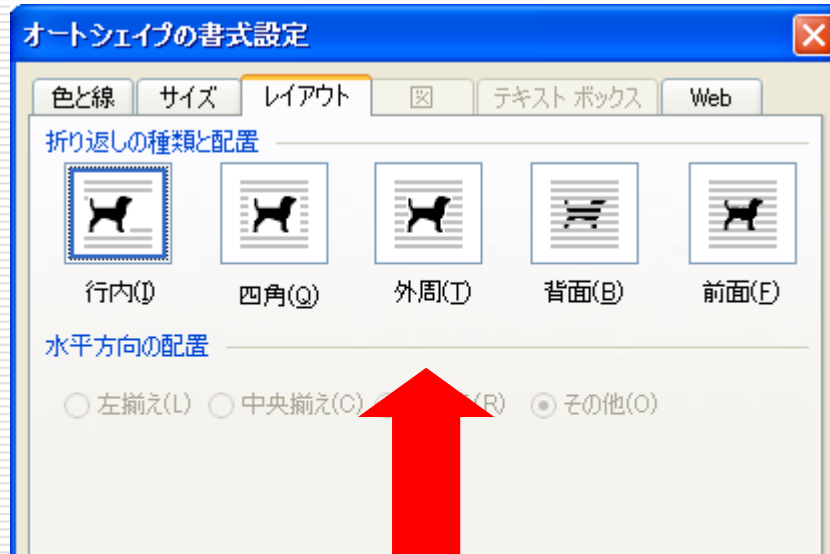 オートシェイプの書式設定
色と線 サイズ レイアウト 図 テキスト ボックス Web
折り返しの種類と配置
行内(I) 四角(Q) 外周(T) 背面(B) 前面(F)
水平方向の配置
左揃え(L) 中央揃え(C) (R) その他(O)